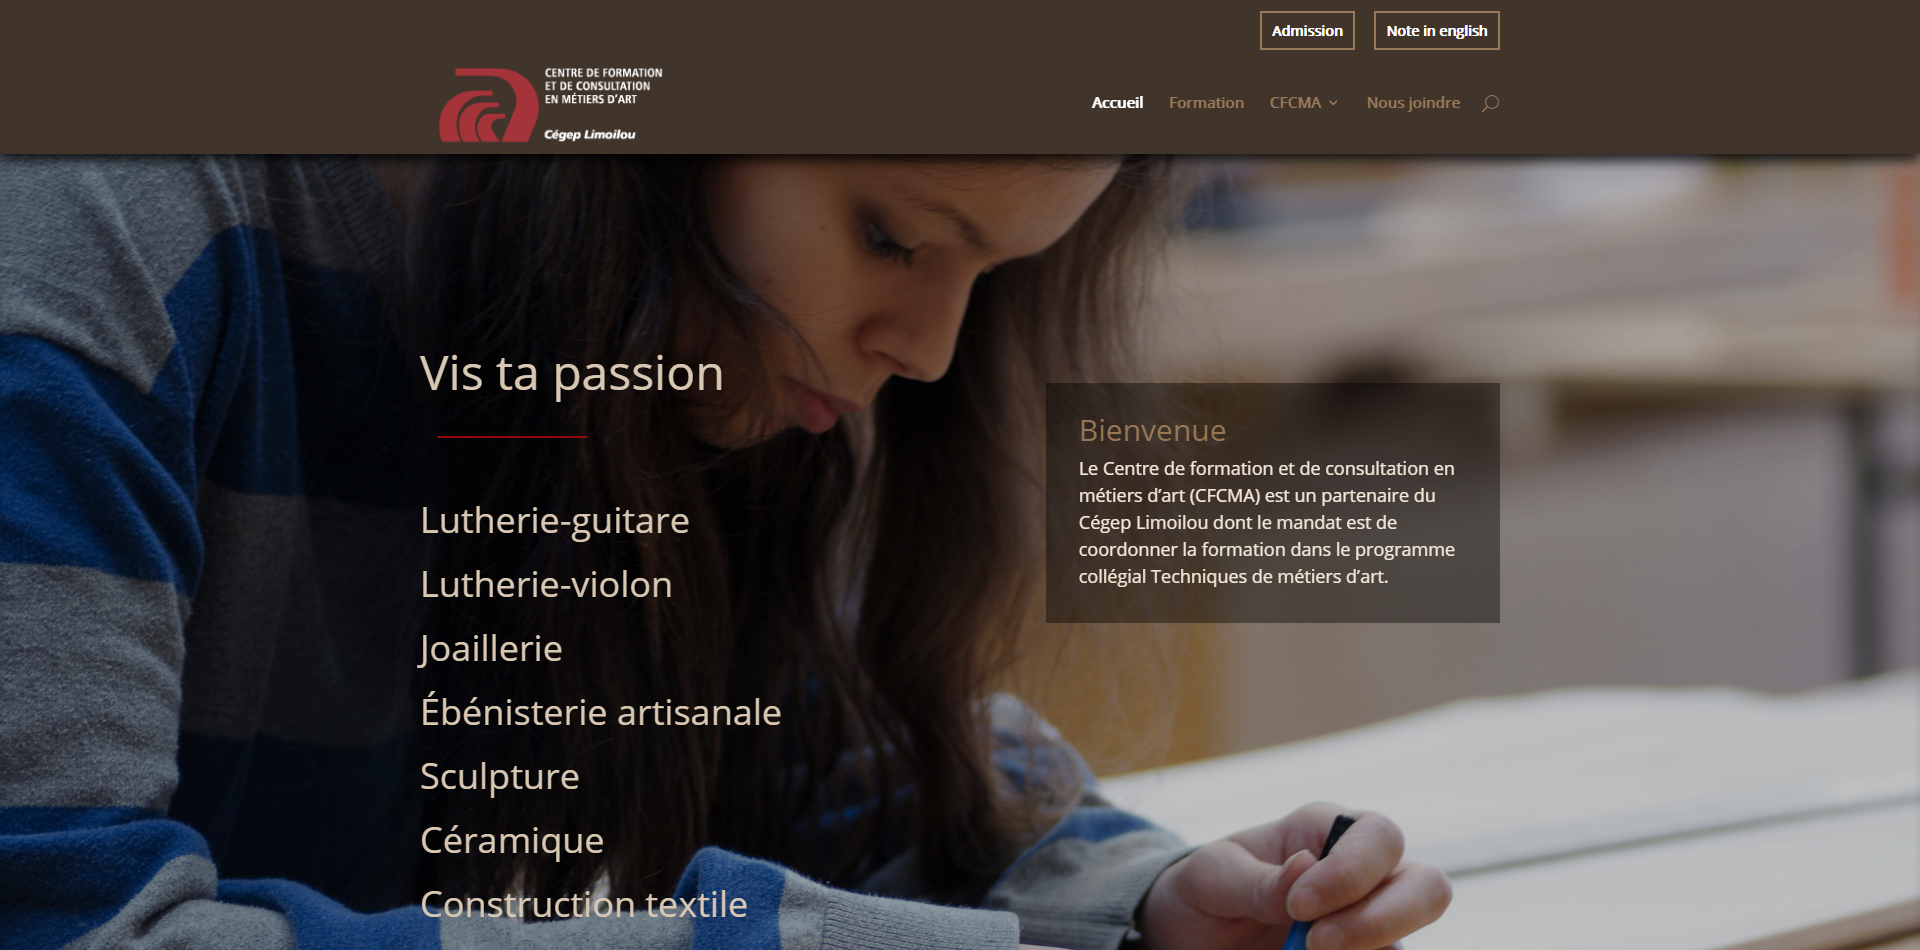 Admission
Note in english
CENTRE DE FORMATION
ET DE CONSULTATION
EN MÉTIERS D'ART
Cégep Limoilou
Accueil
Formation
CFCMA
Nous joindre
Vis ta passion
Lutherie-guitare
Lutherie-violon
Joaillerie
Ébénisterie artisanale
Sculpture
Céramique
Construction textile
Bienvenue
Le Centre de formation et de consultation en
métiers d’art (CFCMA) est un partenaire du
Cégep Limoilou dont le mandat est de
coordonner la formation dans le programme
collégial Techniques de métiers d’art.